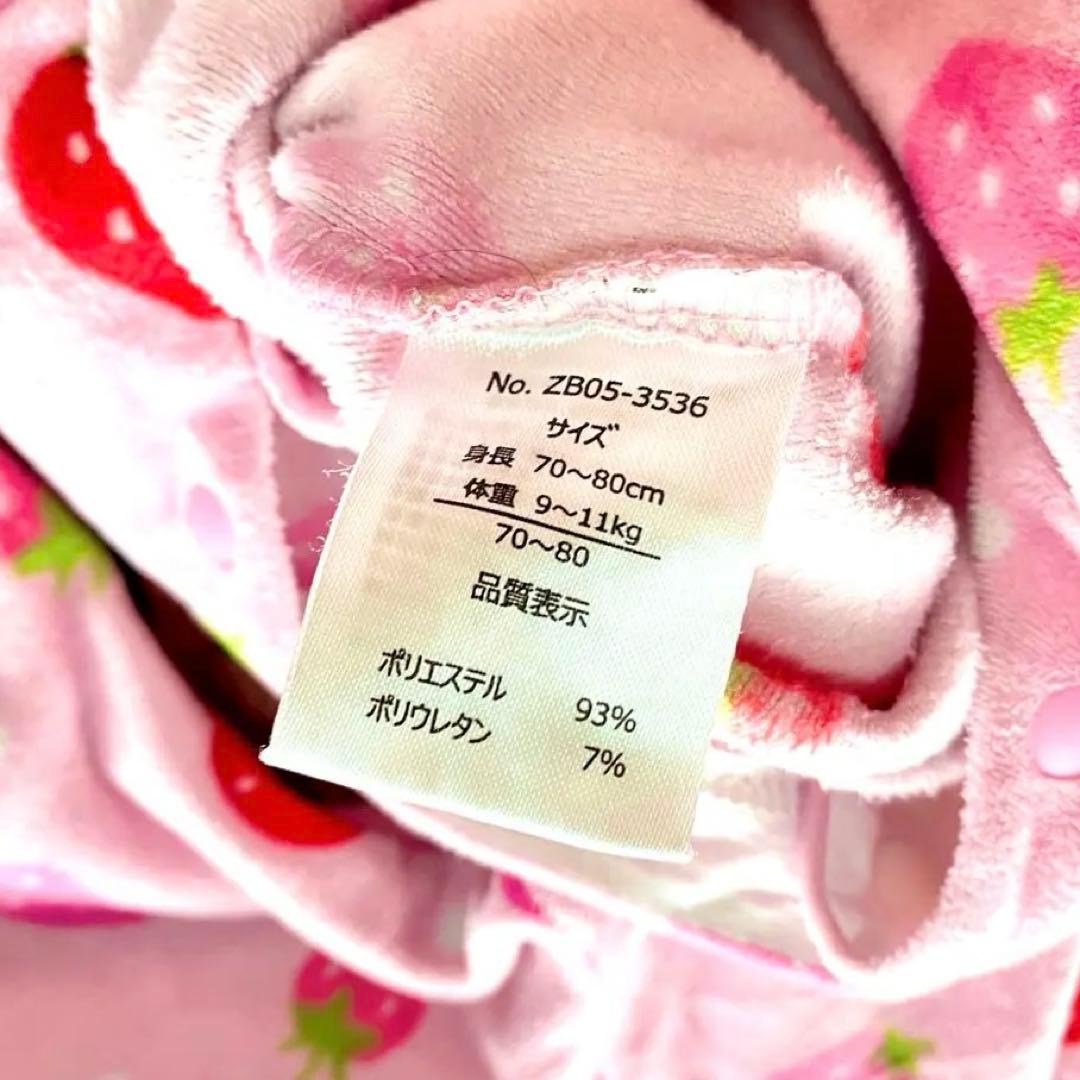 No. ZB05-3536
サイズ
身長 70～80cm
体重 9～11kg
70～80
品質表示
ポリエステル 93%
ポリウレタン 7%